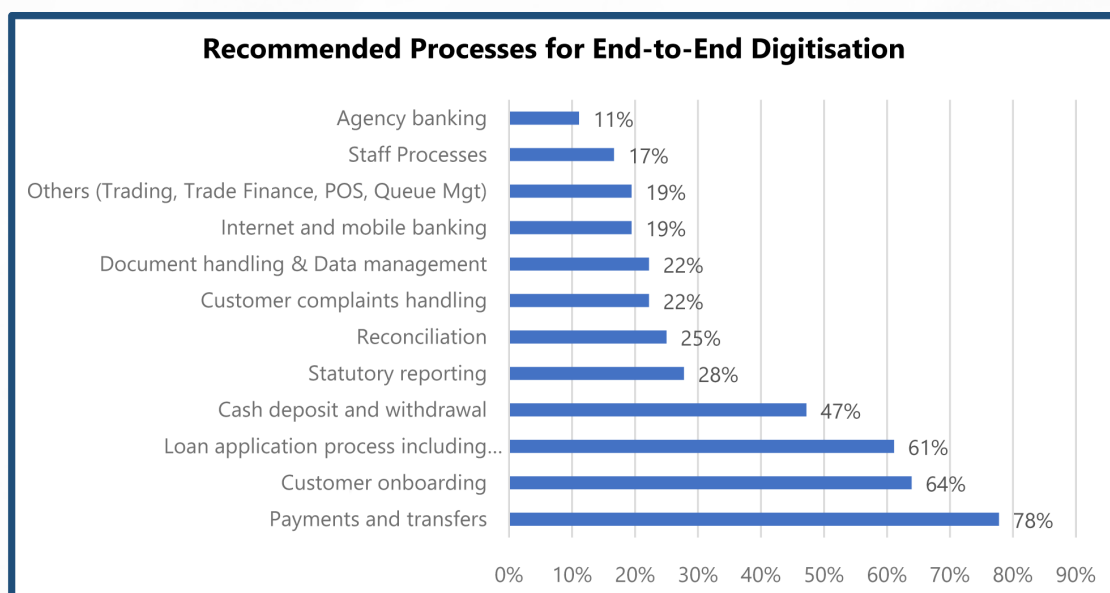 Recommended Processes for End-to-End Digitisation
Agency banking 11%
Staff Processes 17%
Others (Trading, Trade Finance, POS, Queue Mgt) 19%
Internet and mobile banking 19%
Document handling & Data management 22%
Customer complaints handling 22%
Reconciliation 25%
Statutory reporting 28%
Cash deposit and withdrawal 47%
Loan application process including... 61%
Customer onboarding 64%
Payments and transfers 78%
0% 10% 20% 30% 40% 50% 60% 70% 80% 90%